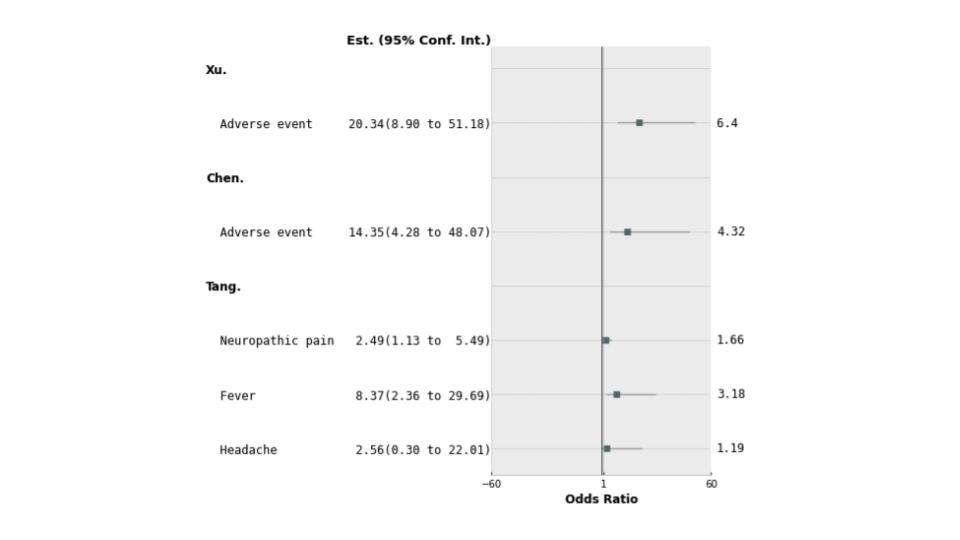 Est. (95% Conf. Int.)
Xu.
Adverse event 20.34(8.90 to 51.18) 6.4
Chen.
Adverse event 14.35(4.28 to 48.07) 4.32
Tang.
Neuropathic pain 2.49(1.13 to 5.49) 1.66
Fever 8.37(2.36 to 29.69) 3.18
Headache 2.56(0.30 to 22.01) 1.19
−60 1 60
Odds Ratio